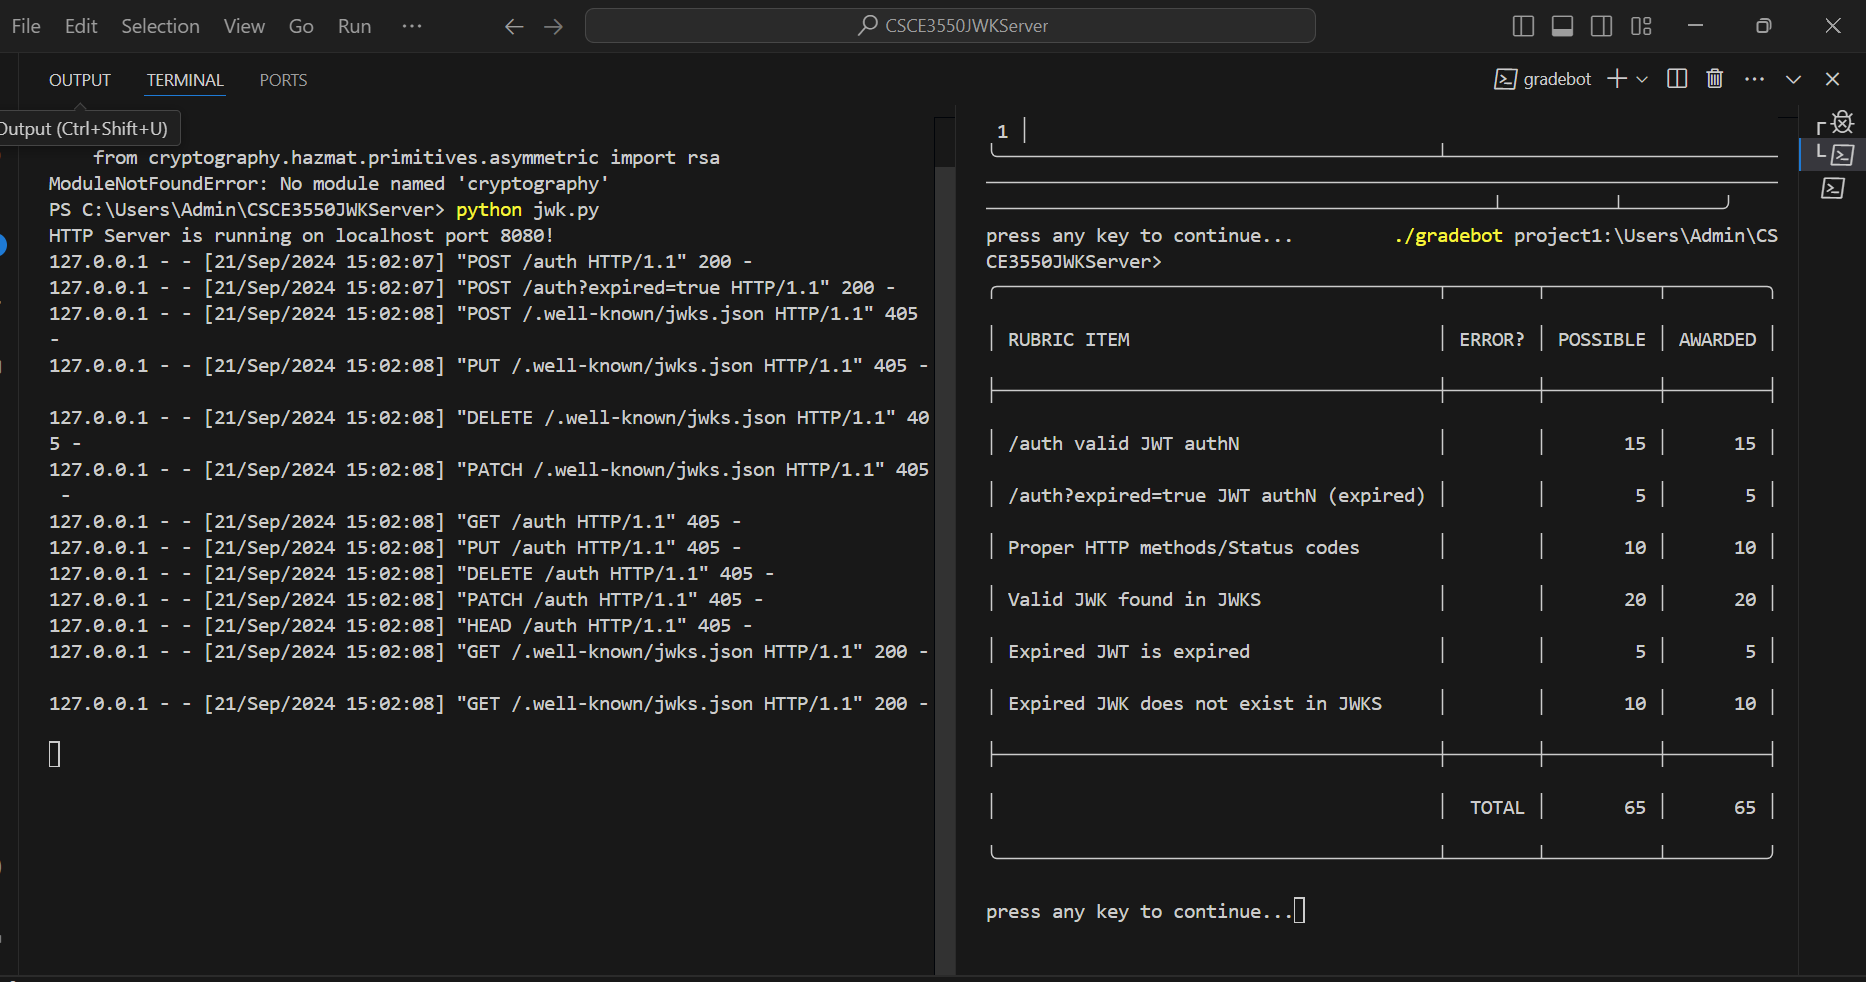 File Edit Selection View Go Run ··· CSCE3550JWKServer
OUTPUT TERMINAL PORTS gradebot
Output (Ctrl+Shift+U)
from cryptography.hazmat.primitives.asymmetric import rsa
ModuleNotFoundError: No module named 'cryptography'
PS C:\Users\Admin\CSCE3550JWKServer> python jwk.py
HTTP Server is running on localhost port 8080!
127.0.0.1 - - [21/Sep/2024 15:02:07] "POST /auth HTTP/1.1" 200 -
127.0.0.1 - - [21/Sep/2024 15:02:07] "POST /auth?expired=true HTTP/1.1" 200 -
127.0.0.1 - - [21/Sep/2024 15:02:08] "POST /.well-known/jwks.json HTTP/1.1" 405
-
127.0.0.1 - - [21/Sep/2024 15:02:08] "PUT /.well-known/jwks.json HTTP/1.1" 405 -
127.0.0.1 - - [21/Sep/2024 15:02:08] "DELETE /.well-known/jwks.json HTTP/1.1" 40
5 -
127.0.0.1 - - [21/Sep/2024 15:02:08] "PATCH /.well-known/jwks.json HTTP/1.1" 405
-
127.0.0.1 - - [21/Sep/2024 15:02:08] "GET /auth HTTP/1.1" 405 -
127.0.0.1 - - [21/Sep/2024 15:02:08] "PUT /auth HTTP/1.1" 405 -
127.0.0.1 - - [21/Sep/2024 15:02:08] "DELETE /auth HTTP/1.1" 405 -
127.0.0.1 - - [21/Sep/2024 15:02:08] "PATCH /auth HTTP/1.1" 405 -
127.0.0.1 - - [21/Sep/2024 15:02:08] "HEAD /auth HTTP/1.1" 405 -
127.0.0.1 - - [21/Sep/2024 15:02:08] "GET /.well-known/jwks.json HTTP/1.1" 200 -
127.0.0.1 - - [21/Sep/2024 15:02:08] "GET /.well-known/jwks.json HTTP/1.1" 200 -
1
press any key to continue... ./gradebot project1:\Users\Admin\CS
CE3550JWKServer>
RUBRIC ITEM ERROR? POSSIBLE AWARDED
/auth valid JWT authN 15 15
/auth?expired=true JWT authN (expired) 5 5
Proper HTTP methods/Status codes 10 10
Valid JWK found in JWKS 20 20
Expired JWT is expired 5 5
Expired JWK does not exist in JWKS 10 10
TOTAL 65 65
press any key to continue...